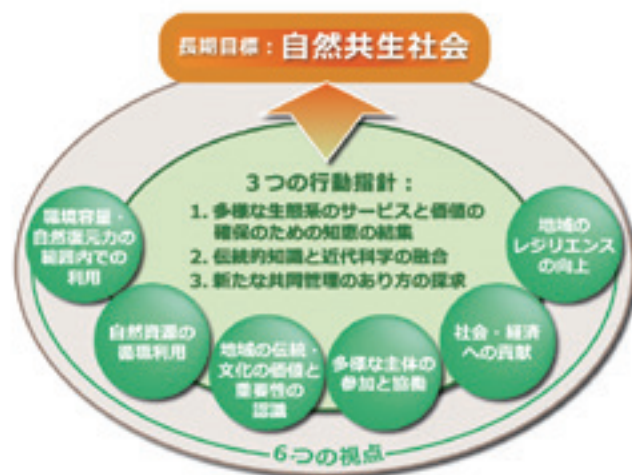 長期目標：自然共生社会
３つの行動指針：
1. 多様な生態系のサービスと価値の
確保のための知恵の結集
2. 伝統的知識と近代科学の融合
3. 新たな共同管理のあり方の探求
環境容量・
自然復元力の
範囲内での
利用
自然資源の
循環利用
地域の伝統・
文化の価値と
重要性の
認識
多様な主体の
参加と協働
社会・経済
への貢献
地域の
レジリエンス
の向上
6つの視点